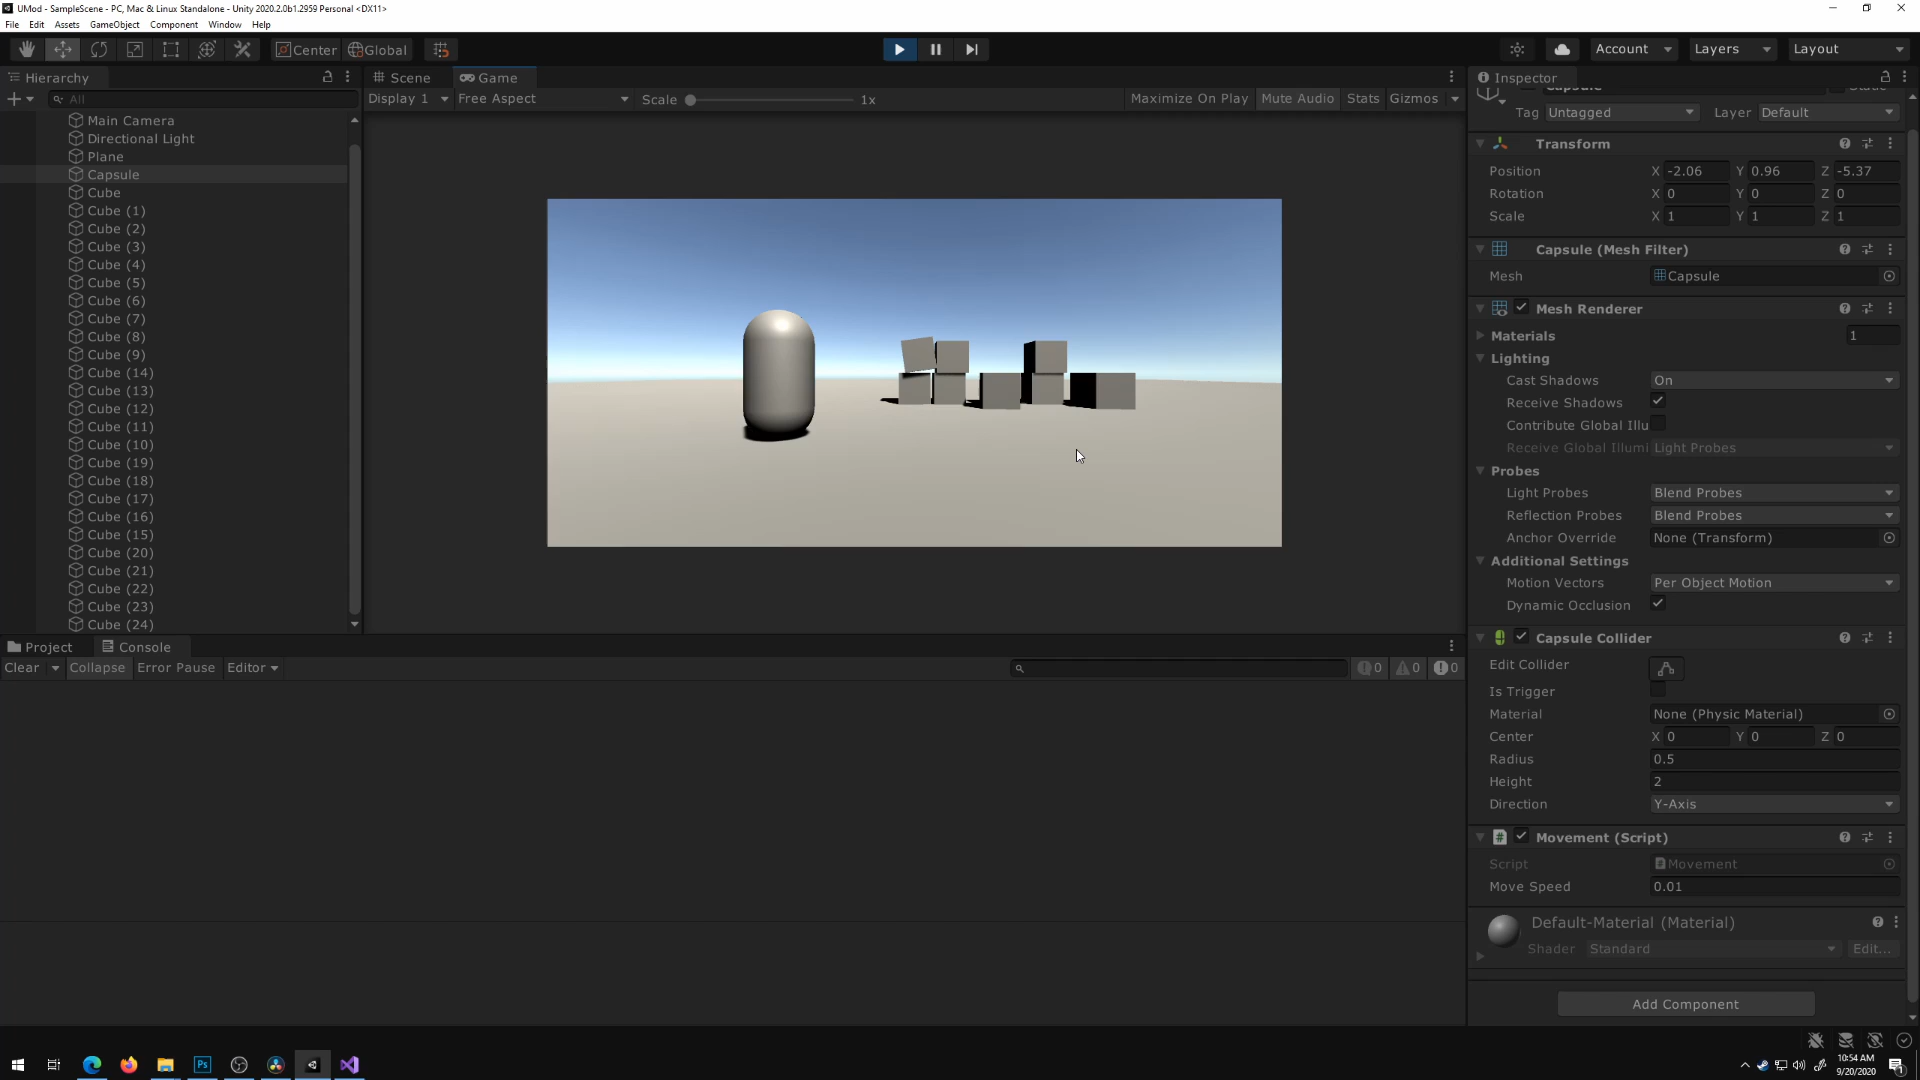 UMod - SampleScene - PC, Mac & Linux Standalone - Unity 2020.2.0b1.2959 Personal <DX11>
File Edit Assets GameObject Component Window Help
Center Global Account Layers Layout
Hierarchy
All
Scene Game
Display 1 Free Aspect Scale 1x Maximize On Play Mute Audio Stats Gizmos
Main Camera
Directional Light
Plane
Capsule
Cube
Cube (1)
Cube (2)
Cube (3)
Cube (4)
Cube (5)
Cube (6)
Cube (7)
Cube (8)
Cube (9)
Cube (14)
Cube (13)
Cube (12)
Cube (11)
Cube (10)
Cube (19)
Cube (18)
Cube (17)
Cube (16)
Cube (15)
Cube (20)
Cube (21)
Cube (22)
Cube (23)
Cube (24)
Project Console
Clear Collapse Error Pause Editor 0 0 0
Inspector
Capsule Static
Tag Untagged Layer Default
Transform
Position X -2.06 Y 0.96 Z -5.37
Rotation X 0 Y 0 Z 0
Scale X 1 Y 1 Z 1
Capsule (Mesh Filter)
Mesh Capsule
Mesh Renderer
Materials 1
Lighting
Cast Shadows On
Receive Shadows
Contribute Global Illu
Receive Global Illumi Light Probes
Probes
Light Probes Blend Probes
Reflection Probes Blend Probes
Anchor Override None (Transform)
Additional Settings
Motion Vectors Per Object Motion
Dynamic Occlusion
Capsule Collider
Edit Collider
Is Trigger
Material None (Physic Material)
Center X 0 Y 0 Z 0
Radius 0.5
Height 2
Direction Y-Axis
Movement (Script)
Script Movement
Move Speed 0.01
Default-Material (Material)
Shader Standard Edit...
Add Component
Ps
10:54 AM
9/20/2020
1